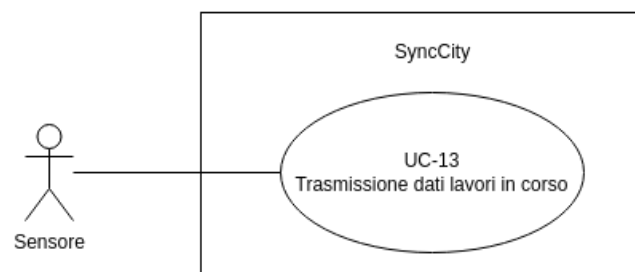 SyncCity
UC-13
Trasmissione dati lavori in corso
Sensore